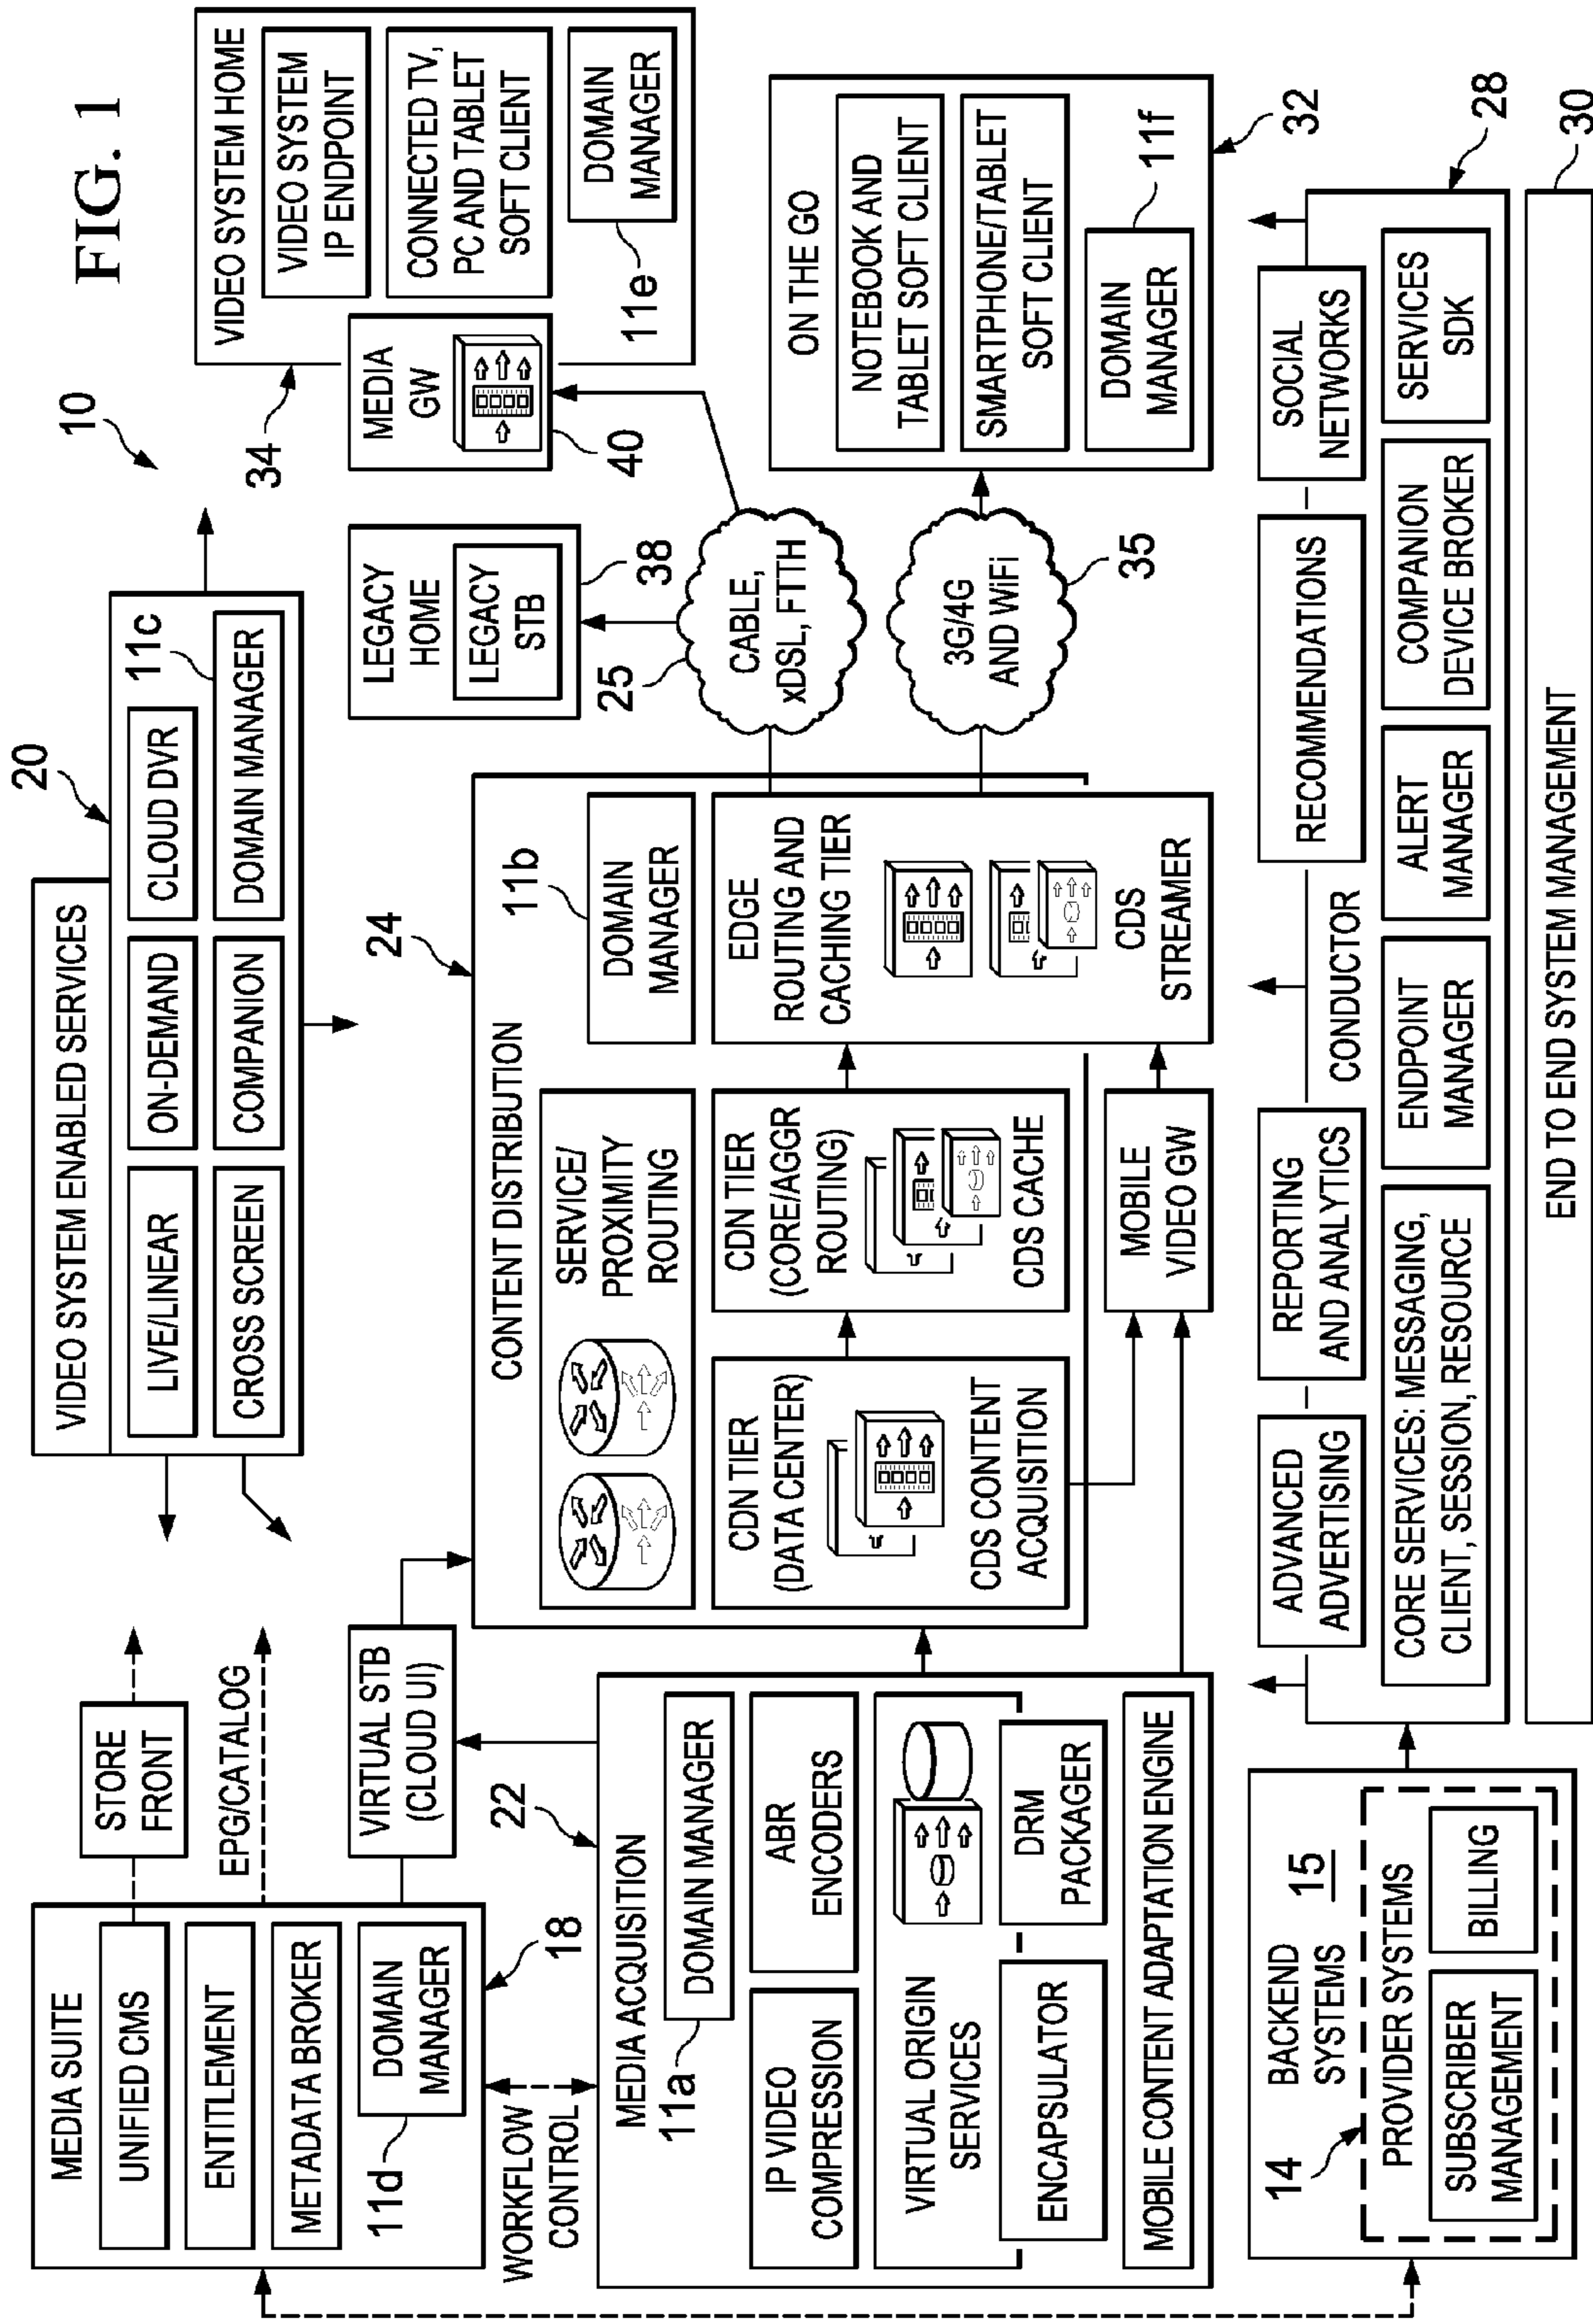 FIG. 1
10
20
VIDEO SYSTEM ENABLED SERVICES
LIVE/LINEAR
ON-DEMAND
CLOUD DVR
CROSS SCREEN
COMPANION
DOMAIN MANAGER
11c
MEDIA SUITE
UNIFIED CMS
ENTITLEMENT
METADATA BROKER
DOMAIN
MANAGER
11d
18
STORE
FRONT
EPG/CATALOG
VIRTUAL STB
(CLOUD UI)
WORKFLOW
CONTROL
22
MEDIA ACQUISITION
DOMAIN MANAGER
11a
IP VIDEO
COMPRESSION
ABR
ENCODERS
VIRTUAL ORIGIN
SERVICES
ENCAPSULATOR
DRM
PACKAGER
MOBILE CONTENT ADAPTATION ENGINE
24
CONTENT DISTRIBUTION
SERVICE/
PROXIMITY
ROUTING
DOMAIN
MANAGER
11b
CDN TIER
(DATA CENTER)
CDS CONTENT
ACQUISITION
CDN TIER
(CORE/AGGR
ROUTING)
CDS CACHE
EDGE
ROUTING AND
CACHING TIER
CDS
STREAMER
MOBILE
VIDEO GW
LEGACY
HOME
LEGACY
STB
38
25
CABLE,
xDSL, FTTH
3G/4G
AND WiFi
35
34
VIDEO SYSTEM HOME
VIDEO SYSTEM
IP ENDPOINT
CONNECTED TV,
PC AND TABLET
SOFT CLIENT
DOMAIN
MANAGER
11e
MEDIA
GW
40
ON THE GO
NOTEBOOK AND
TABLET SOFT CLIENT
SMARTPHONE/TABLET
SOFT CLIENT
DOMAIN
MANAGER
11f
32
BACKEND
SYSTEMS
15
14
PROVIDER SYSTEMS
SUBSCRIBER
MANAGEMENT
BILLING
ADVANCED
ADVERTISING
REPORTING
AND ANALYTICS
CONDUCTOR
RECOMMENDATIONS
SOCIAL
NETWORKS
28
CORE SERVICES: MESSAGING,
CLIENT, SESSION, RESOURCE
ENDPOINT
MANAGER
ALERT
MANAGER
COMPANION
DEVICE BROKER
SERVICES
SDK
END TO END SYSTEM MANAGEMENT
30